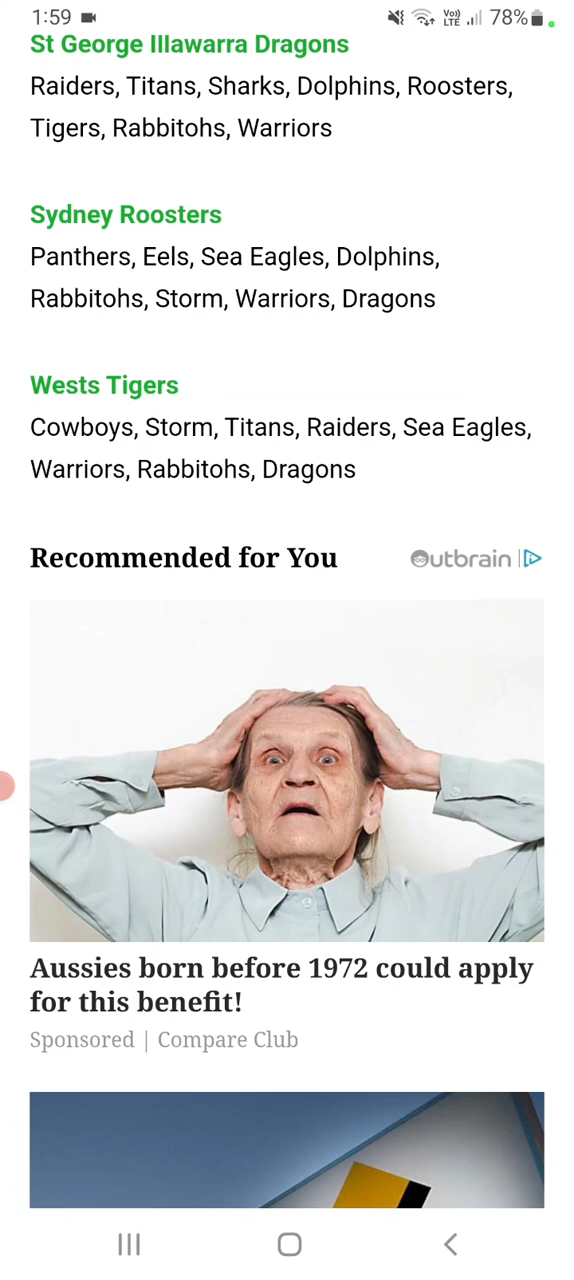 1:59 78%
Vo))
LTE
St George Illawarra Dragons
Raiders, Titans, Sharks, Dolphins, Roosters,
Tigers, Rabbitohs, Warriors
Sydney Roosters
Panthers, Eels, Sea Eagles, Dolphins,
Rabbitohs, Storm, Warriors, Dragons
Wests Tigers
Cowboys, Storm, Titans, Raiders, Sea Eagles,
Warriors, Rabbitohs, Dragons
Recommended for You Outbrain
Aussies born before 1972 could apply
for this benefit!
Sponsored | Compare Club